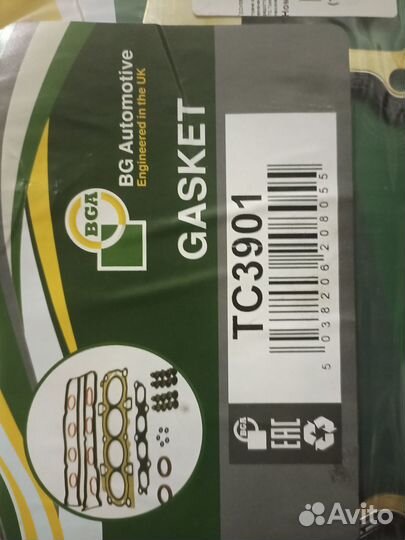 BGA
BG Automotive
Engineered in the UK
GASKET
TC3901
5 038206 208055
BGA
EAC
Avito